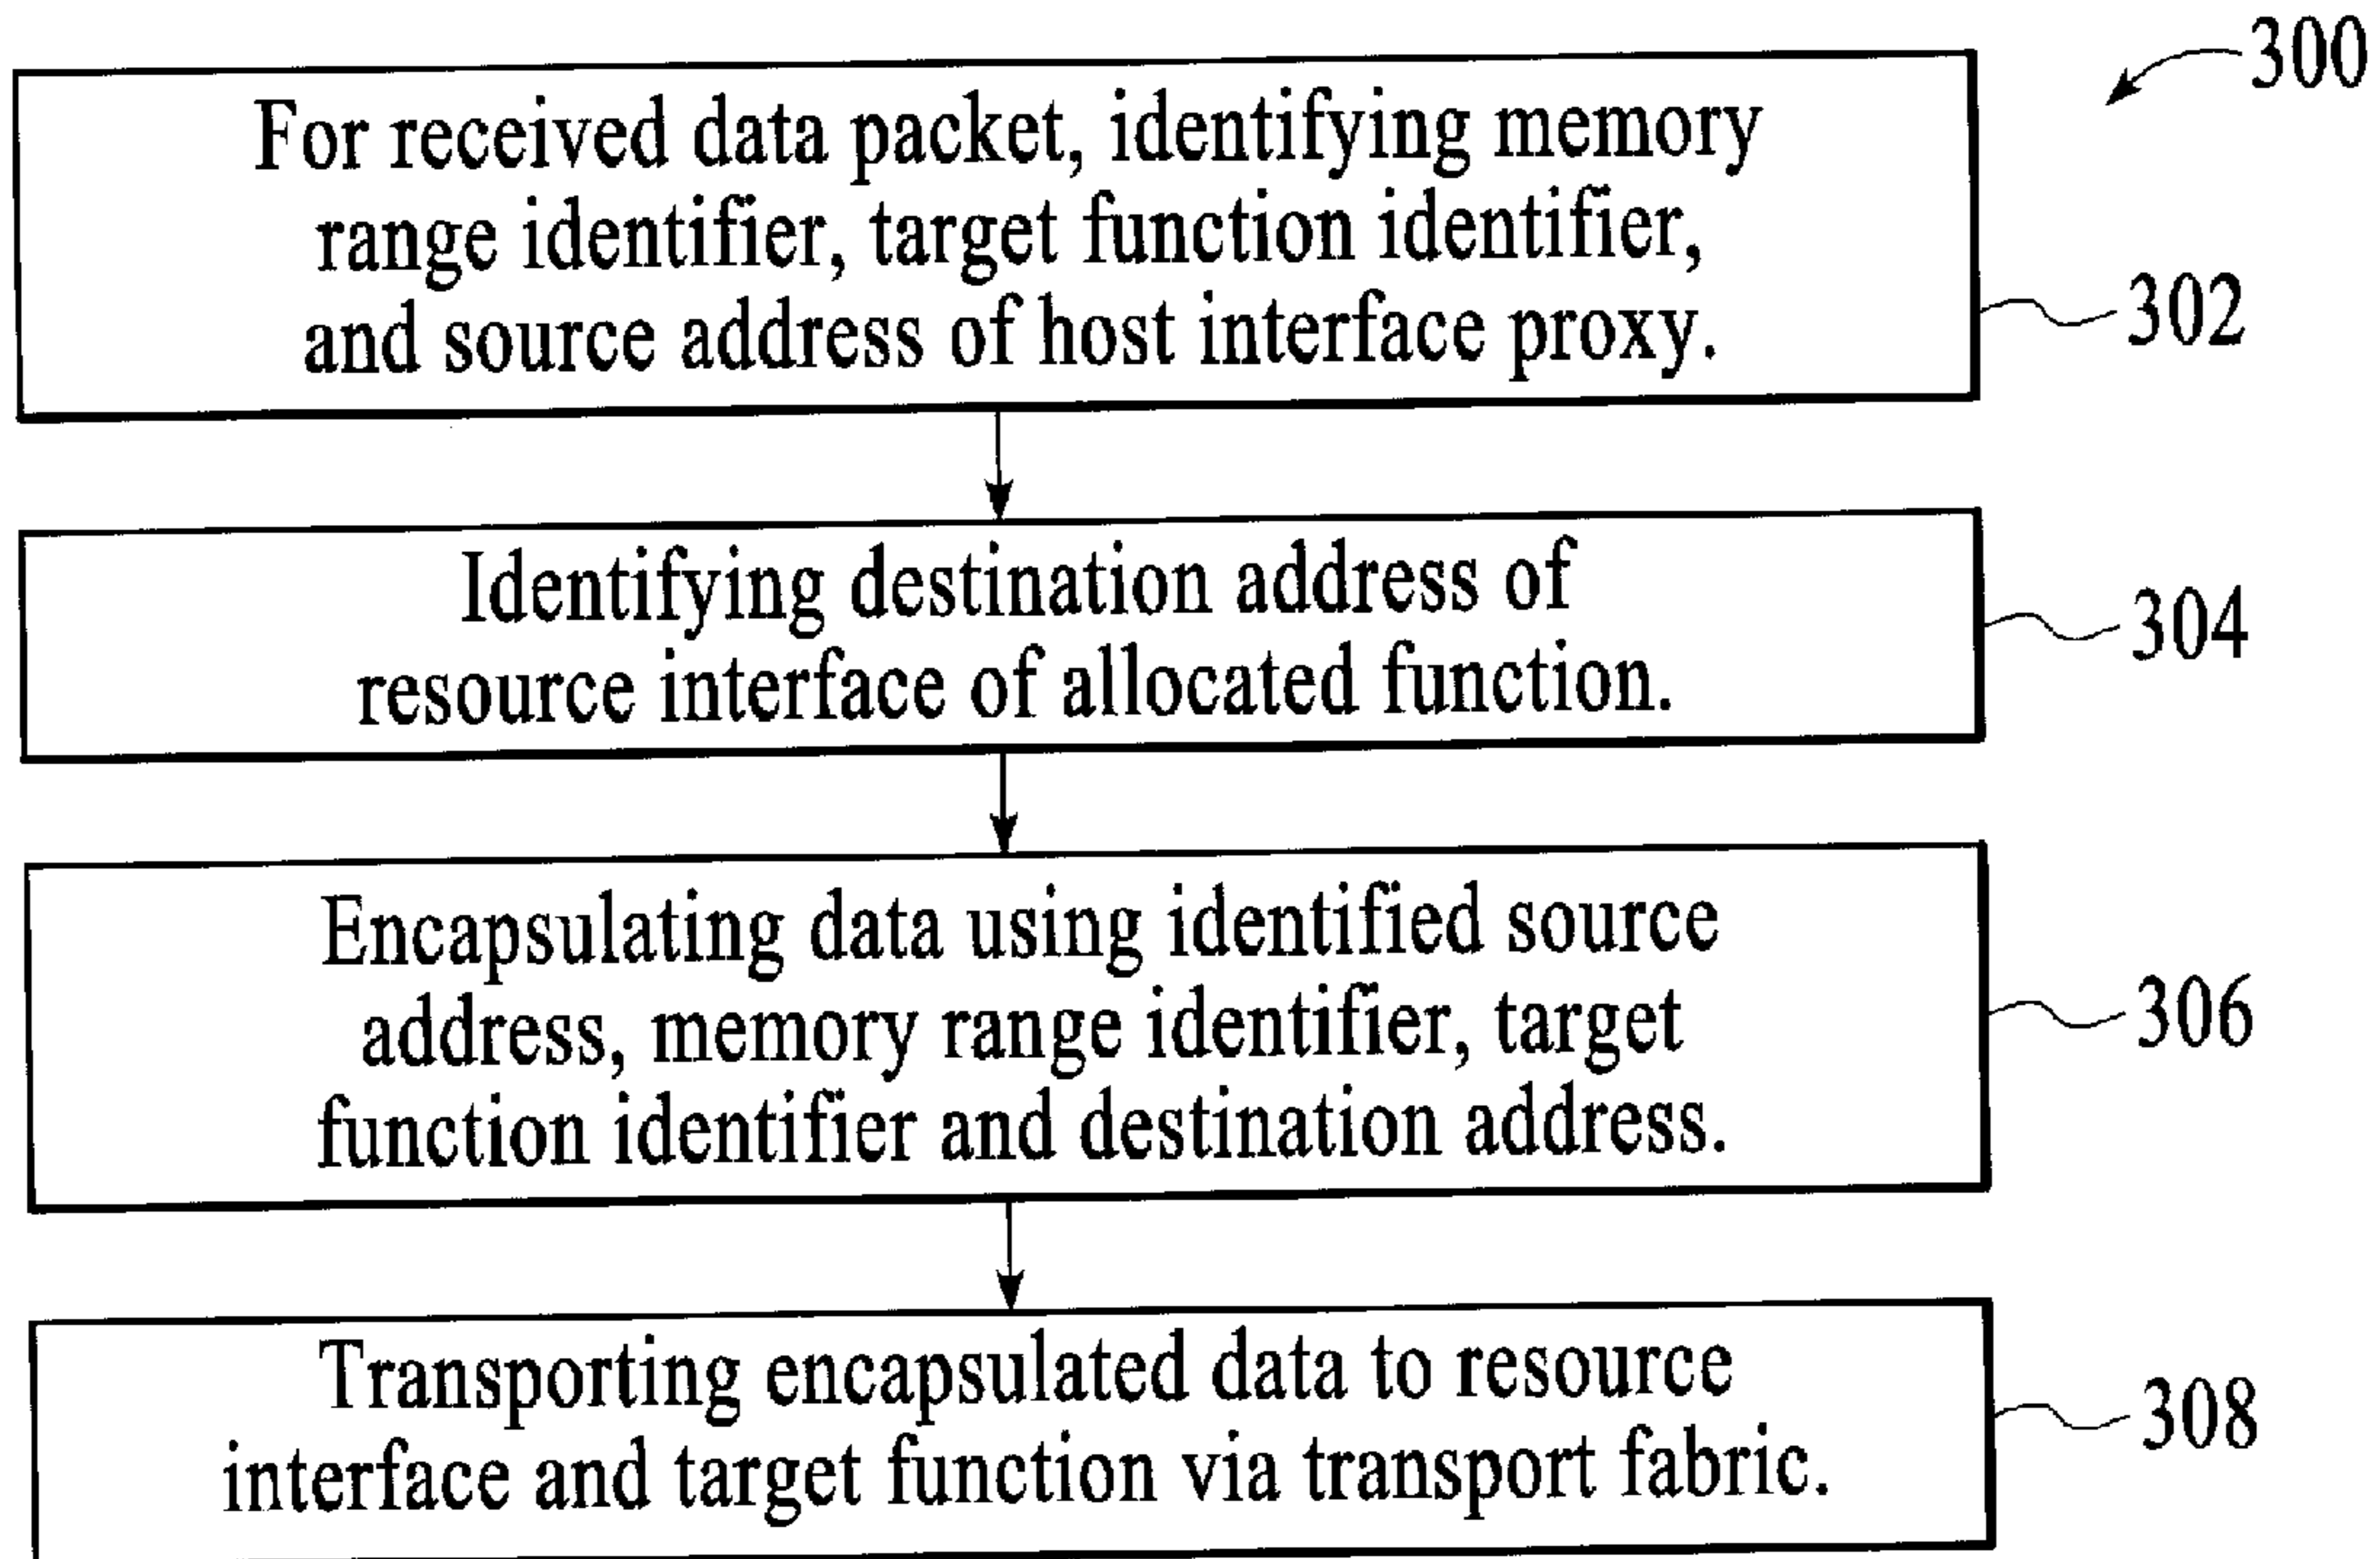 300
For received data packet, identifying memory
range identifier, target function identifier,
and source address of host interface proxy.
302
Identifying destination address of
resource interface of allocated function.
304
Encapsulating data using identified source
address, memory range identifier, target
function identifier and destination address.
306
Transporting encapsulated data to resource
interface and target function via transport fabric.
308